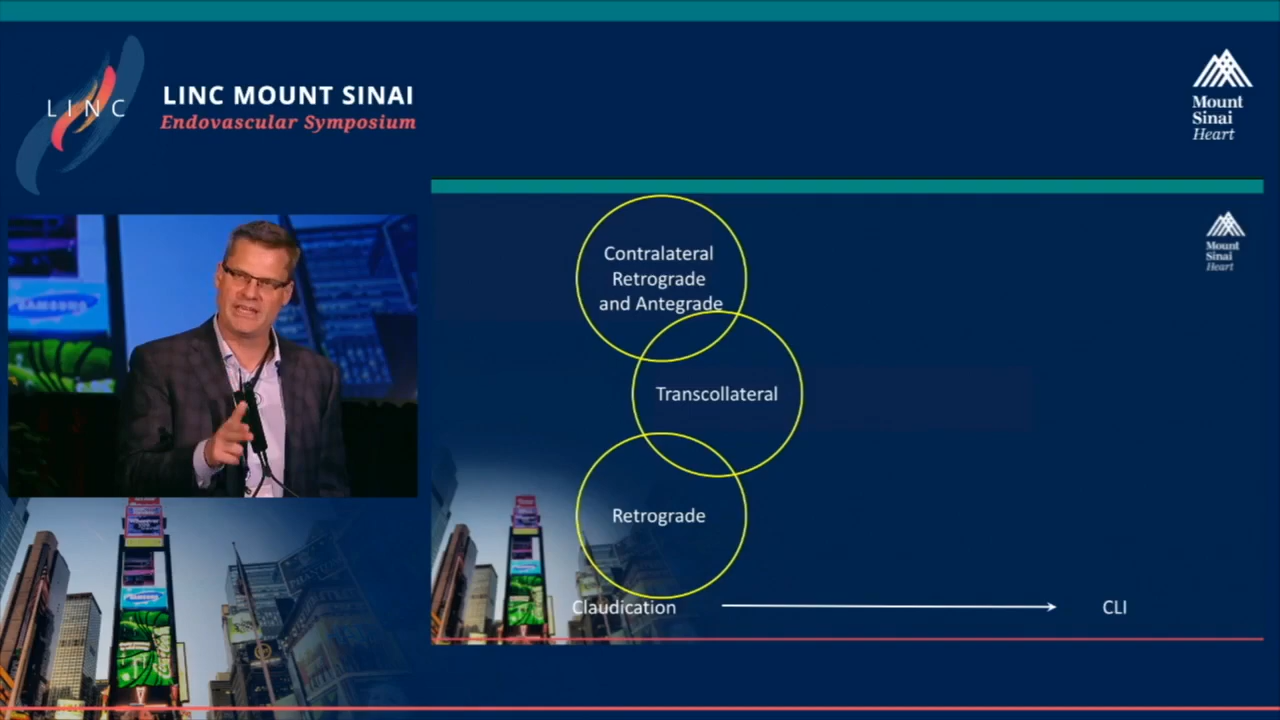 LINC
LINC MOUNT SINAI
Endovascular Symposium
Mount
Sinai
Heart
Mount
Sinai
Heart
SAMSUNG
Contralateral
Retrograde
and Antegrade
Transcollateral
Retrograde
Claudication
CLI